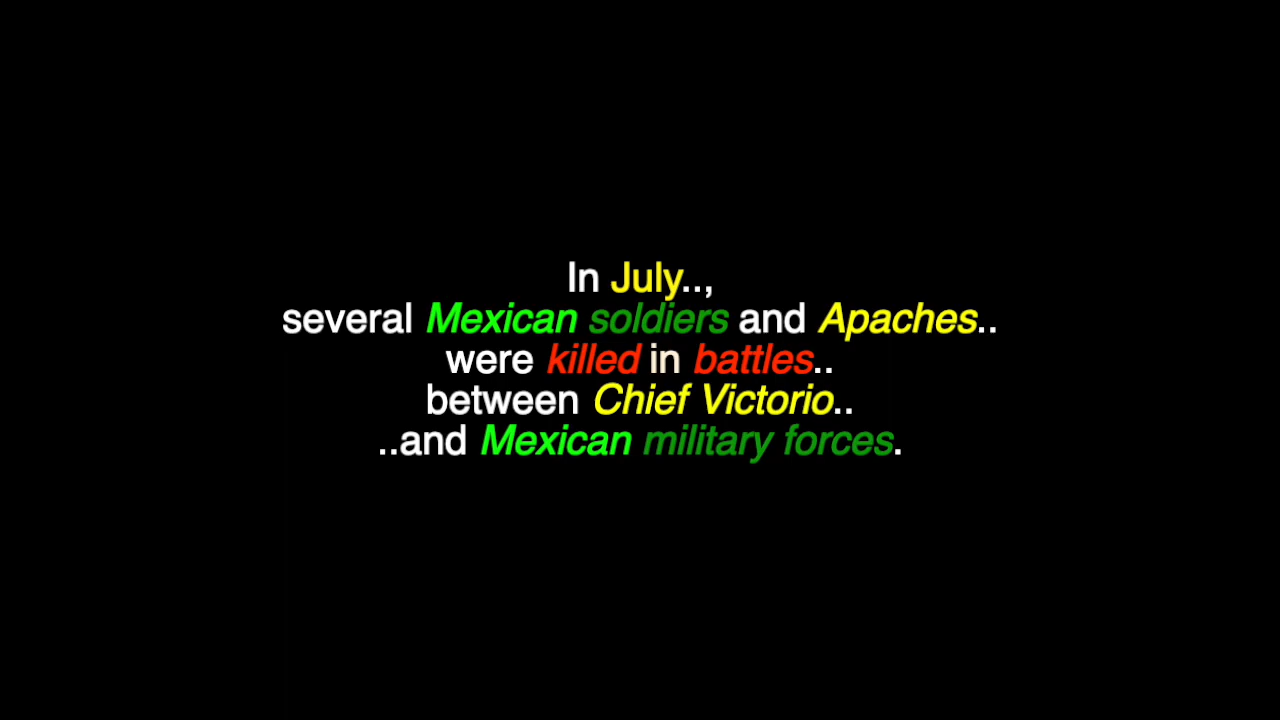 In July..,
several Mexican soldiers and Apaches..
were killed in battles..
between Chief Victorio..
..and Mexican military forces.